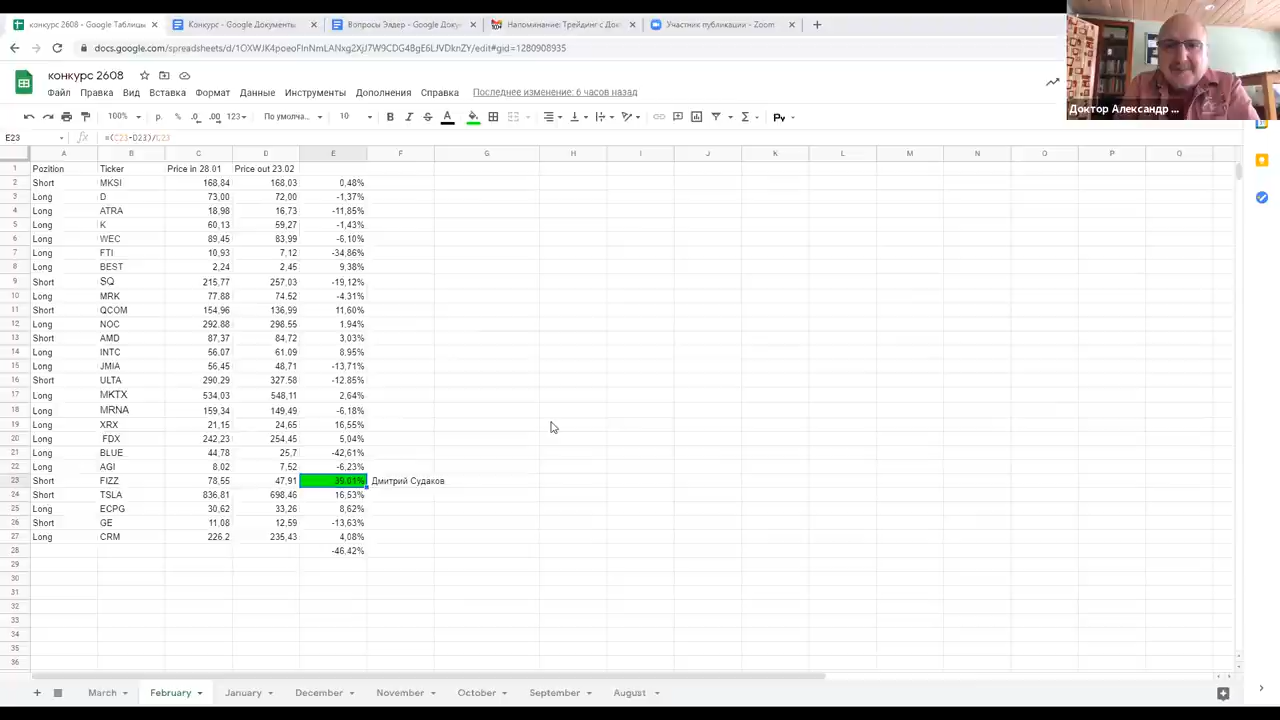 конкурс 2608 - Google Таблицы
Конкурс - Google Документы
Вопросы Элдер - Google Доку
Напоминание: Трейдинг с Док
Участник публикации - Zoom
docs.google.com/spreadsheets/d/1OXWJK4poeoFInNmLANxg2XjJ7W9CDG4BgE6LJVDknZY/edit#gid=1280908935
Доктор Александр ...
конкурс 2608
Файл Правка Вид Вставка Формат Данные Инструменты Дополнения Справка Последнее изменение: 6 часов назад
100% р. % .0 .00 123 По умолча... 10 B I S A Σ Ру
E23 fx =(C23-D23)/C23
A B C D E F G H I J K L M N O P Q
1 Pozition Ticker Price in 28.01 Price out 23.02
2 Short MKSI 168,84 168,03 0,48%
3 Long D 73,00 72,00 -1,37%
4 Long ATRA 18,98 16,73 -11,85%
5 Long K 60,13 59,27 -1,43%
6 Long WEC 89,45 83,99 -6,10%
7 Long FTI 10,93 7,12 -34,86%
8 Long BEST 2,24 2,45 9,38%
9 Short SQ 215,77 257,03 -19,12%
10 Long MRK 77,88 74,52 -4,31%
11 Short QCOM 154,96 136,99 11,60%
12 Long NOC 292,88 298,55 1,94%
13 Short AMD 87,37 84,72 3,03%
14 Long INTC 56,07 61,09 8,95%
15 Long JMIA 56,45 48,71 -13,71%
16 Short ULTA 290,29 327,58 -12,85%
17 Long MKTX 534,03 548,11 2,64%
18 Long MRNA 159,34 149,49 -6,18%
19 Long XRX 21,15 24,65 16,55%
20 Long FDX 242,23 254,45 5,04%
21 Long BLUE 44,78 25,7 -42,61%
22 Long AGI 8,02 7,52 -6,23%
23 Short FIZZ 78,55 47,91 39,01% Дмитрий Судаков
24 Short TSLA 836,81 698,46 16,53%
25 Long ECPG 30,62 33,26 8,62%
26 Short GE 11,08 12,59 -13,63%
27 Long CRM 226,2 235,43 4,08%
28 -46,42%
29
30
31
32
33
34
35
36
March February January December November October September August